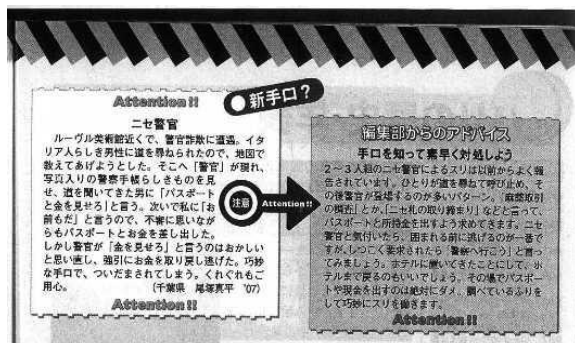 新手口？
Attention!!
ニセ警官
ルーヴル美術館近くで、警官詐欺に遭遇。イタ
リア人らしき男性に道を尋ねられたので、地図で
教えてあげようとした。そこへ「警官」が現れ、
写真入りの警察手帳らしきものを見
せ、道を聞いてきた男に「パスポート
と金を見せろ」と言う。次いで私に「お
前もだ」と言うので、不審に思いなが
らもパスポートとお金を差し出した。
しかし警官が「金を見せろ」と言うのはおかしい
と思い直し、強引にお金を取り戻し逃げた。巧妙
な手口で、ついだまされてしまう。くれぐれもご
用心。（千葉県 尾塚真平 '07）
Attention!!
注意 Attention!!
編集部からのアドバイス
手口を知って素早く対処しよう
2〜3人組のニセ警官によるスリは以前からよく報
告されています。ひとりが道を尋ねて呼び止め、そ
の後警官が登場するのが多いパターン。「麻薬取引
の捜査」とか、「ニセ札の取り締まり」などと言って、
パスポートと所持金を出すよう求めてきます。ニセ
警官と気付いたら、囲まれる前に逃げるのが一番で
すが、しつこく要求されたら「警察へ行こう」と言っ
てみましょう。ホテルに置いてきたことにして、ホ
テルまで戻るのもいいでしょう。その場でパスポー
トや現金を出すのは絶対にダメ。調べているふりを
して巧妙にスリを働きます。
Attention!!